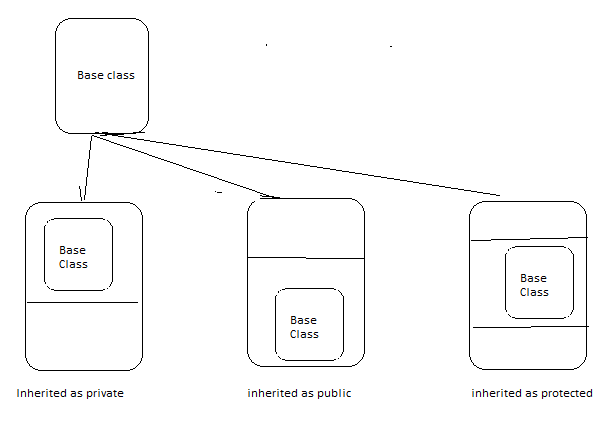 Base class
Base
Class
Base
Class
Base
Class
Inherited as private
inherited as public
inherited as protected